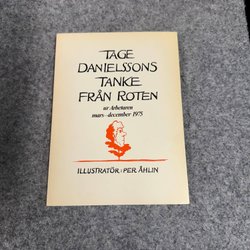 TAGE
DANIELSSONS
TANKE
FRÅN ROTEN
ur Arbetaren
mars–december 1975
ILLUSTRATÖR: PER ÅHLIN